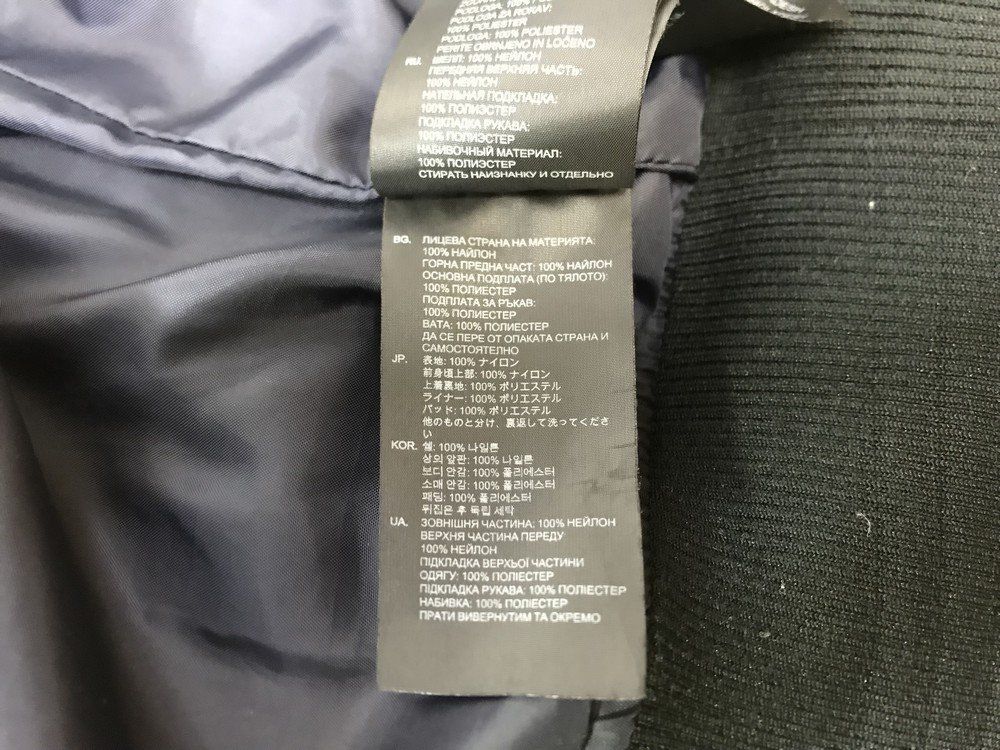 PODLOGA ZA ROKAV:
PODLOGA: 100% POLIESTER
PERITE OBRNJENO IN LOČENO
RU. ШЕЛЛ: 100% НЕЙЛОН
ПЕРЕДНЯЯ ВЕРХНЯЯ ЧАСТЬ:
100% НЕЙЛОН
НАТЕЛЬНАЯ ПОДКЛАДКА:
100% ПОЛИЭСТЕР
ПОДКЛАДКА РУКАВА:
100% ПОЛИЭСТЕР
НАБИВОЧНЫЙ МАТЕРИАЛ:
100% ПОЛИЭСТЕР
СТИРАТЬ НАИЗНАНКУ И ОТДЕЛЬНО
BG. ЛИЦЕВА СТРАНА НА МАТЕРИЯТА:
100% НАЙЛОН
ГОРНА ПРЕДНА ЧАСТ: 100% НАЙЛОН
ОСНОВНА ПОДПЛАТА (ПО ТЯЛОТО):
100% ПОЛИЕСТЕР
ПОДПЛАТА ЗА РЪКАВ:
100% ПОЛИЕСТЕР
ВАТА: 100% ПОЛИЕСТЕР
ДА СЕ ПЕРЕ ОТ ОПАКАТА СТРАНА И
САМОСТОЯТЕЛНО
JP. 表地: 100% ナイロン
前身頃上部: 100% ナイロン
上着裏地: 100% ポリエステル
ライナー: 100% ポリエステル
パッド: 100% ポリエステル
他のものと分け、裏返して洗ってくださ
い
KOR. 쉘: 100% 나일론
상의 앞판: 100% 나일론
보디 안감: 100% 폴리에스터
소매 안감: 100% 폴리에스터
패딩: 100% 폴리에스터
뒤집은 후 독립 세탁
UA. ЗОВНІШНЯ ЧАСТИНА: 100% НЕЙЛОН
ВЕРХНЯ ЧАСТИНА ПЕРЕДУ
100% НЕЙЛОН
ПІДКЛАДКА ВЕРХЬОЇ ЧАСТИНИ
ОДЯГУ: 100% ПОЛІЕСТЕР
ПІДКЛАДКА РУКАВА: 100% ПОЛІЕСТЕР
НАБИВКА: 100% ПОЛІЕСТЕР
ПРАТИ ВИВЕРНУТИМ ТА ОКРЕМО